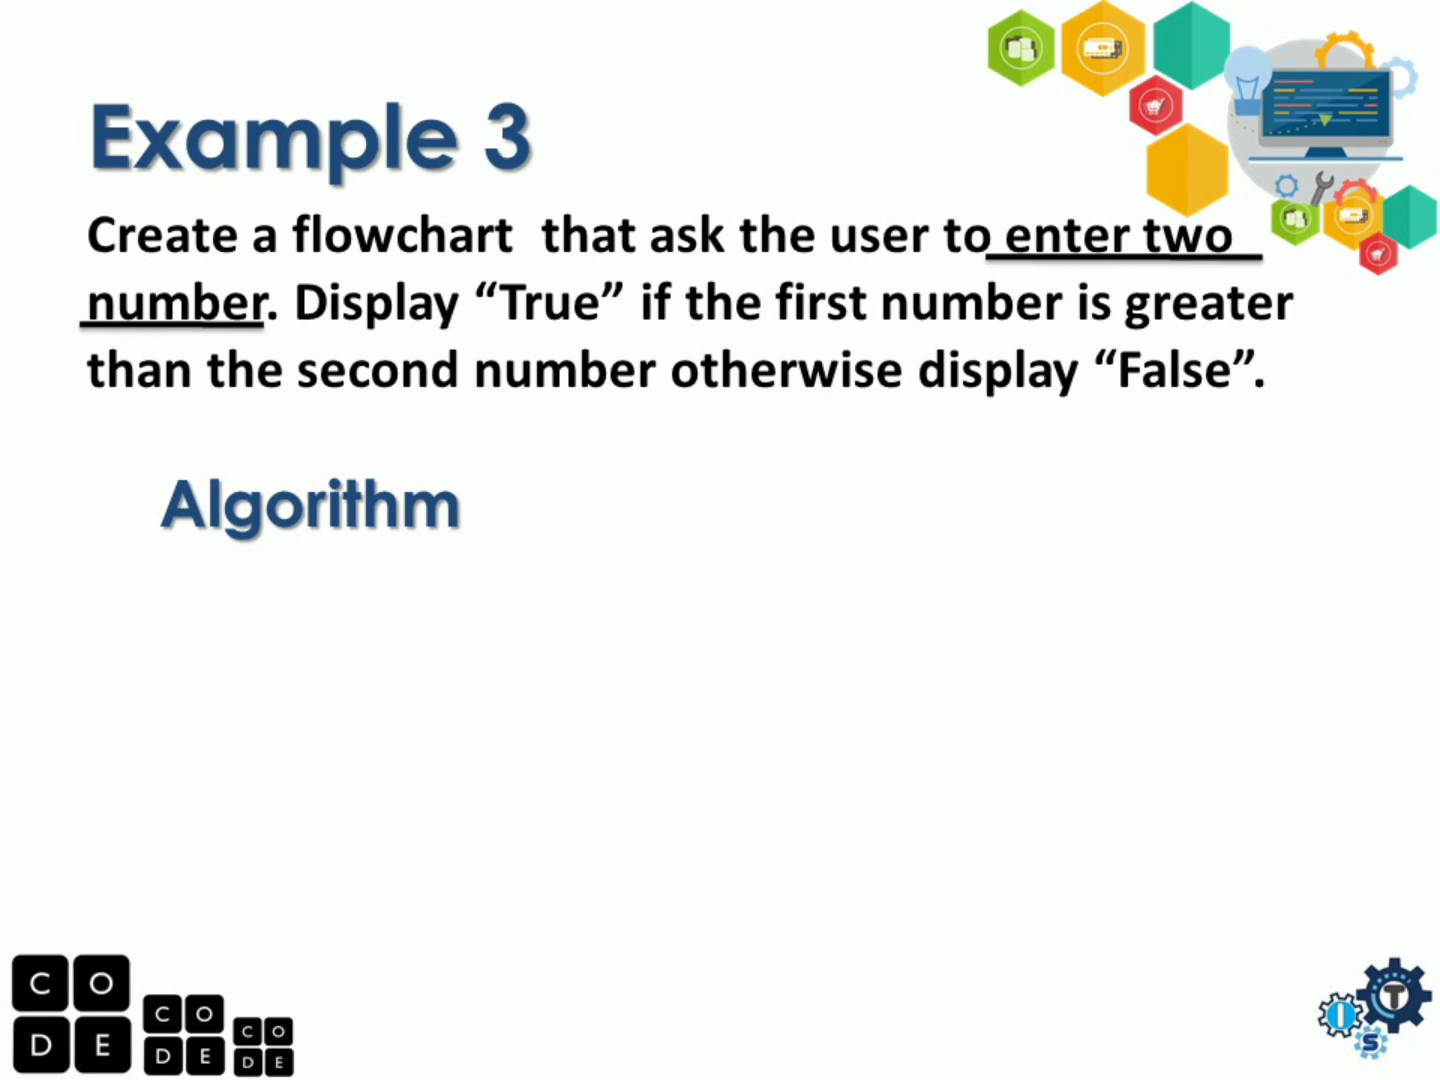 Example 3
Create a flowchart  that ask the user to enter two
number. Display “True” if the first number is greater
than the second number otherwise display “False”.
Algorithm
C O
D E
C O
D E
C O
D E
I T
S